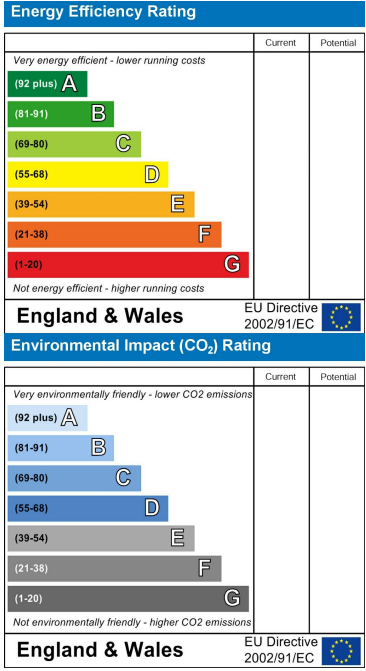 Energy Efficiency Rating
Current Potential
Very energy efficient - lower running costs
(92 plus) A
(81-91) B
(69-80) C
(55-68) D
(39-54) E
(21-38) F
(1-20) G
Not energy efficient - higher running costs
England & Wales
EU Directive
2002/91/EC
Environmental Impact (CO₂) Rating
Current Potential
Very environmentally friendly - lower CO2 emissions
(92 plus) A
(81-91) B
(69-80) C
(55-68) D
(39-54) E
(21-38) F
(1-20) G
Not environmentally friendly - higher CO2 emissions
England & Wales
EU Directive
2002/91/EC